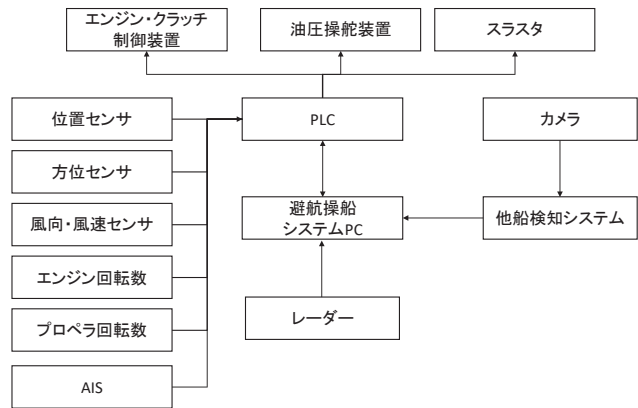 エンジン・クラッチ
制御装置
油圧操舵装置
スラスタ
位置センサ
PLC
カメラ
方位センサ
風向・風速センサ
避航操船
システムPC
他船検知システム
エンジン回転数
プロペラ回転数
レーダー
AIS